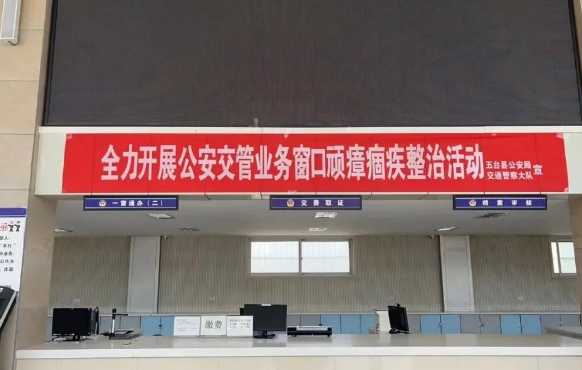 全力开展公安交管业务窗口顽瘴痼疾整治活动
五台县公安局
交通警察大队
宣
一窗通办（二）
交费取证
档案审核
缴费